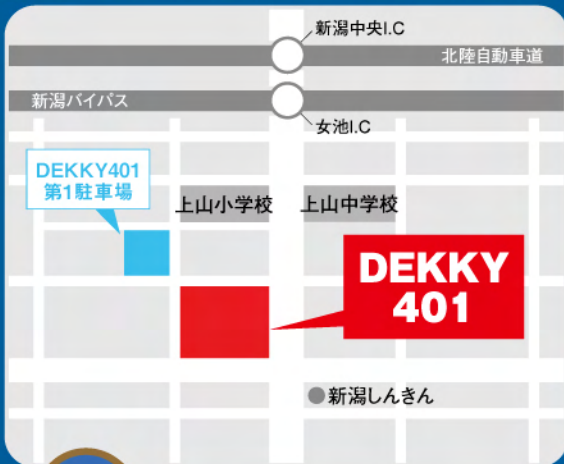 新潟中央I.C
北陸自動車道
新潟バイパス
女池I.C
DEKKY401
第1駐車場
上山小学校
上山中学校
DEKKY
401
新潟しんきん